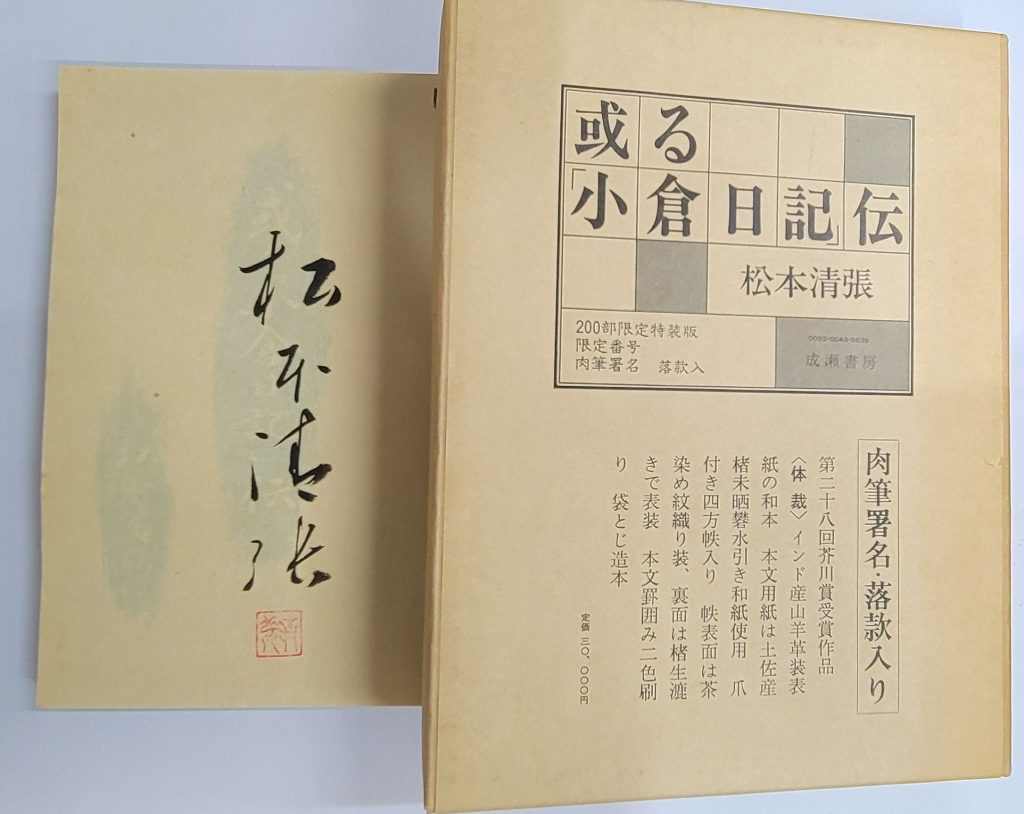 松本清張
或る
「小倉日記」伝
松本清張
200部限定特装版
限定番号
肉筆署名　落款入
0093-0043-5639
成瀬書房
肉筆署名・落款入り
第二十八回芥川賞受賞作品
〈体　裁〉インド産山羊革装表
紙の和本　本文用紙は土佐産
楮未晒礬水引き和紙使用　爪
付き四方帙入り　帙表面は茶
染め紋織り装、裏面は楮生漉
きで表装　本文罫囲み二色刷
り　袋とじ造本
定価 三〇、〇〇〇円